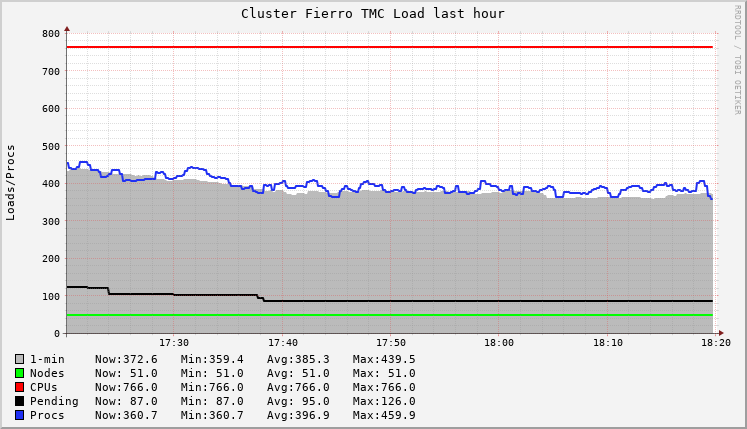 Cluster Fierro TMC Load last hour
RRDTOOL / TOBI OETIKER
Loads/Procs
800
700
600
500
400
300
200
100
0
17:30 17:40 17:50 18:00 18:10 18:20
1-min Now:372.6 Min:359.4 Avg:385.3 Max:439.5
Nodes Now: 51.0 Min: 51.0 Avg: 51.0 Max: 51.0
CPUs Now:766.0 Min:766.0 Avg:766.0 Max:766.0
Pending Now: 87.0 Min: 87.0 Avg: 95.0 Max:126.0
Procs Now:360.7 Min:360.7 Avg:396.9 Max:459.9